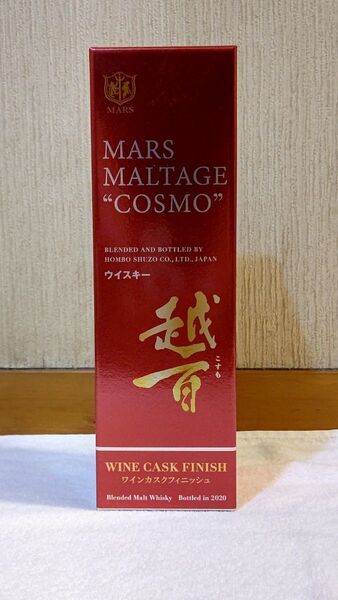 MARS
MARS
MALTAGE
“COSMO”
BLENDED AND BOTTLED BY
HOMBO SHUZO CO., LTD., JAPAN
ウイスキー
越百
こすも
WINE CASK FINISH
ワインカスクフィニッシュ
Blended Malt Whisky Bottled in 2020